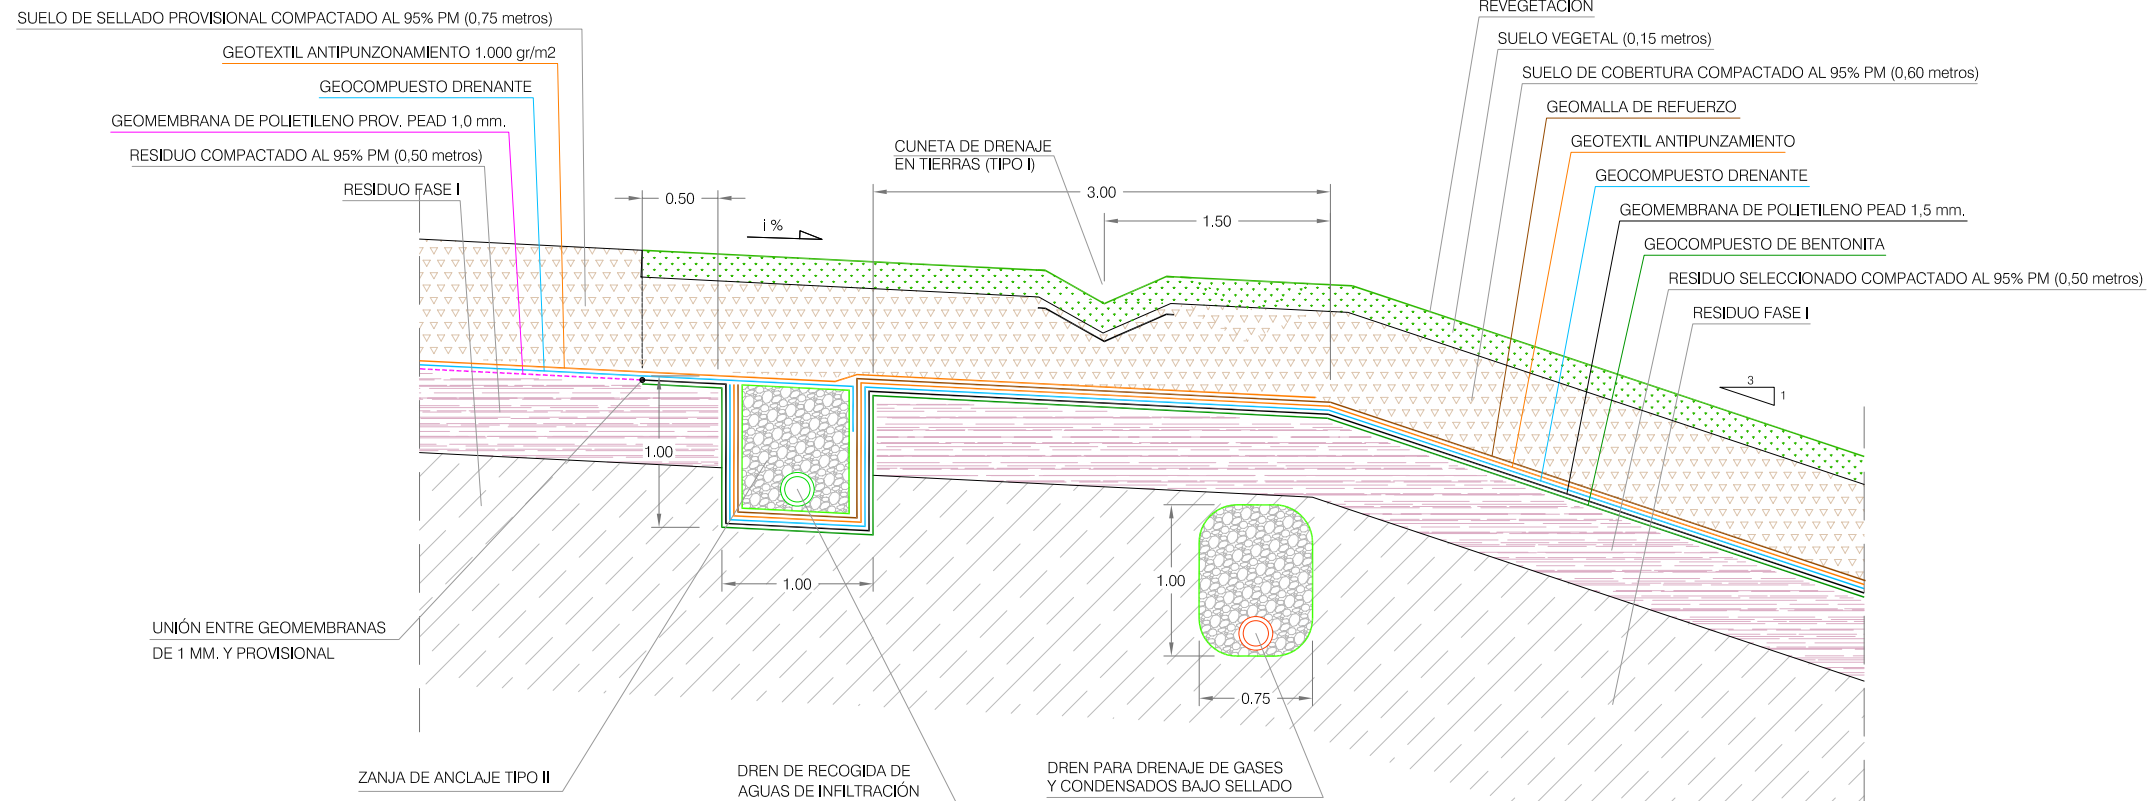 SUELO DE SELLADO PROVISIONAL COMPACTADO AL 95% PM (0,75 metros)
GEOTEXTIL ANTIPUNZONAMIENTO 1.000 gr/m2
GEOCOMPUESTO DRENANTE
GEOMEMBRANA DE POLIETILENO PROV. PEAD 1,0 mm.
RESIDUO COMPACTADO AL 95% PM (0,50 metros)
RESIDUO FASE I
REVEGETACIÓN
SUELO VEGETAL (0,15 metros)
SUELO DE COBERTURA COMPACTADO AL 95% PM (0,60 metros)
GEOMALLA DE REFUERZO
GEOTEXTIL ANTIPUNZAMIENTO
GEOCOMPUESTO DRENANTE
GEOMEMBRANA DE POLIETILENO PEAD 1,5 mm.
GEOCOMPUESTO DE BENTONITA
RESIDUO SELECCIONADO COMPACTADO AL 95% PM (0,50 metros)
RESIDUO FASE I
CUNETA DE DRENAJE
EN TIERRAS (TIPO I)
0.50
i %
3.00
1.50
3
1
1.00
1.00
1.00
0.75
UNIÓN ENTRE GEOMEMBRANAS
DE 1 MM. Y PROVISIONAL
ZANJA DE ANCLAJE TIPO II
DREN DE RECOGIDA DE
AGUAS DE INFILTRACIÓN
DREN PARA DRENAJE DE GASES
Y CONDENSADOS BAJO SELLADO